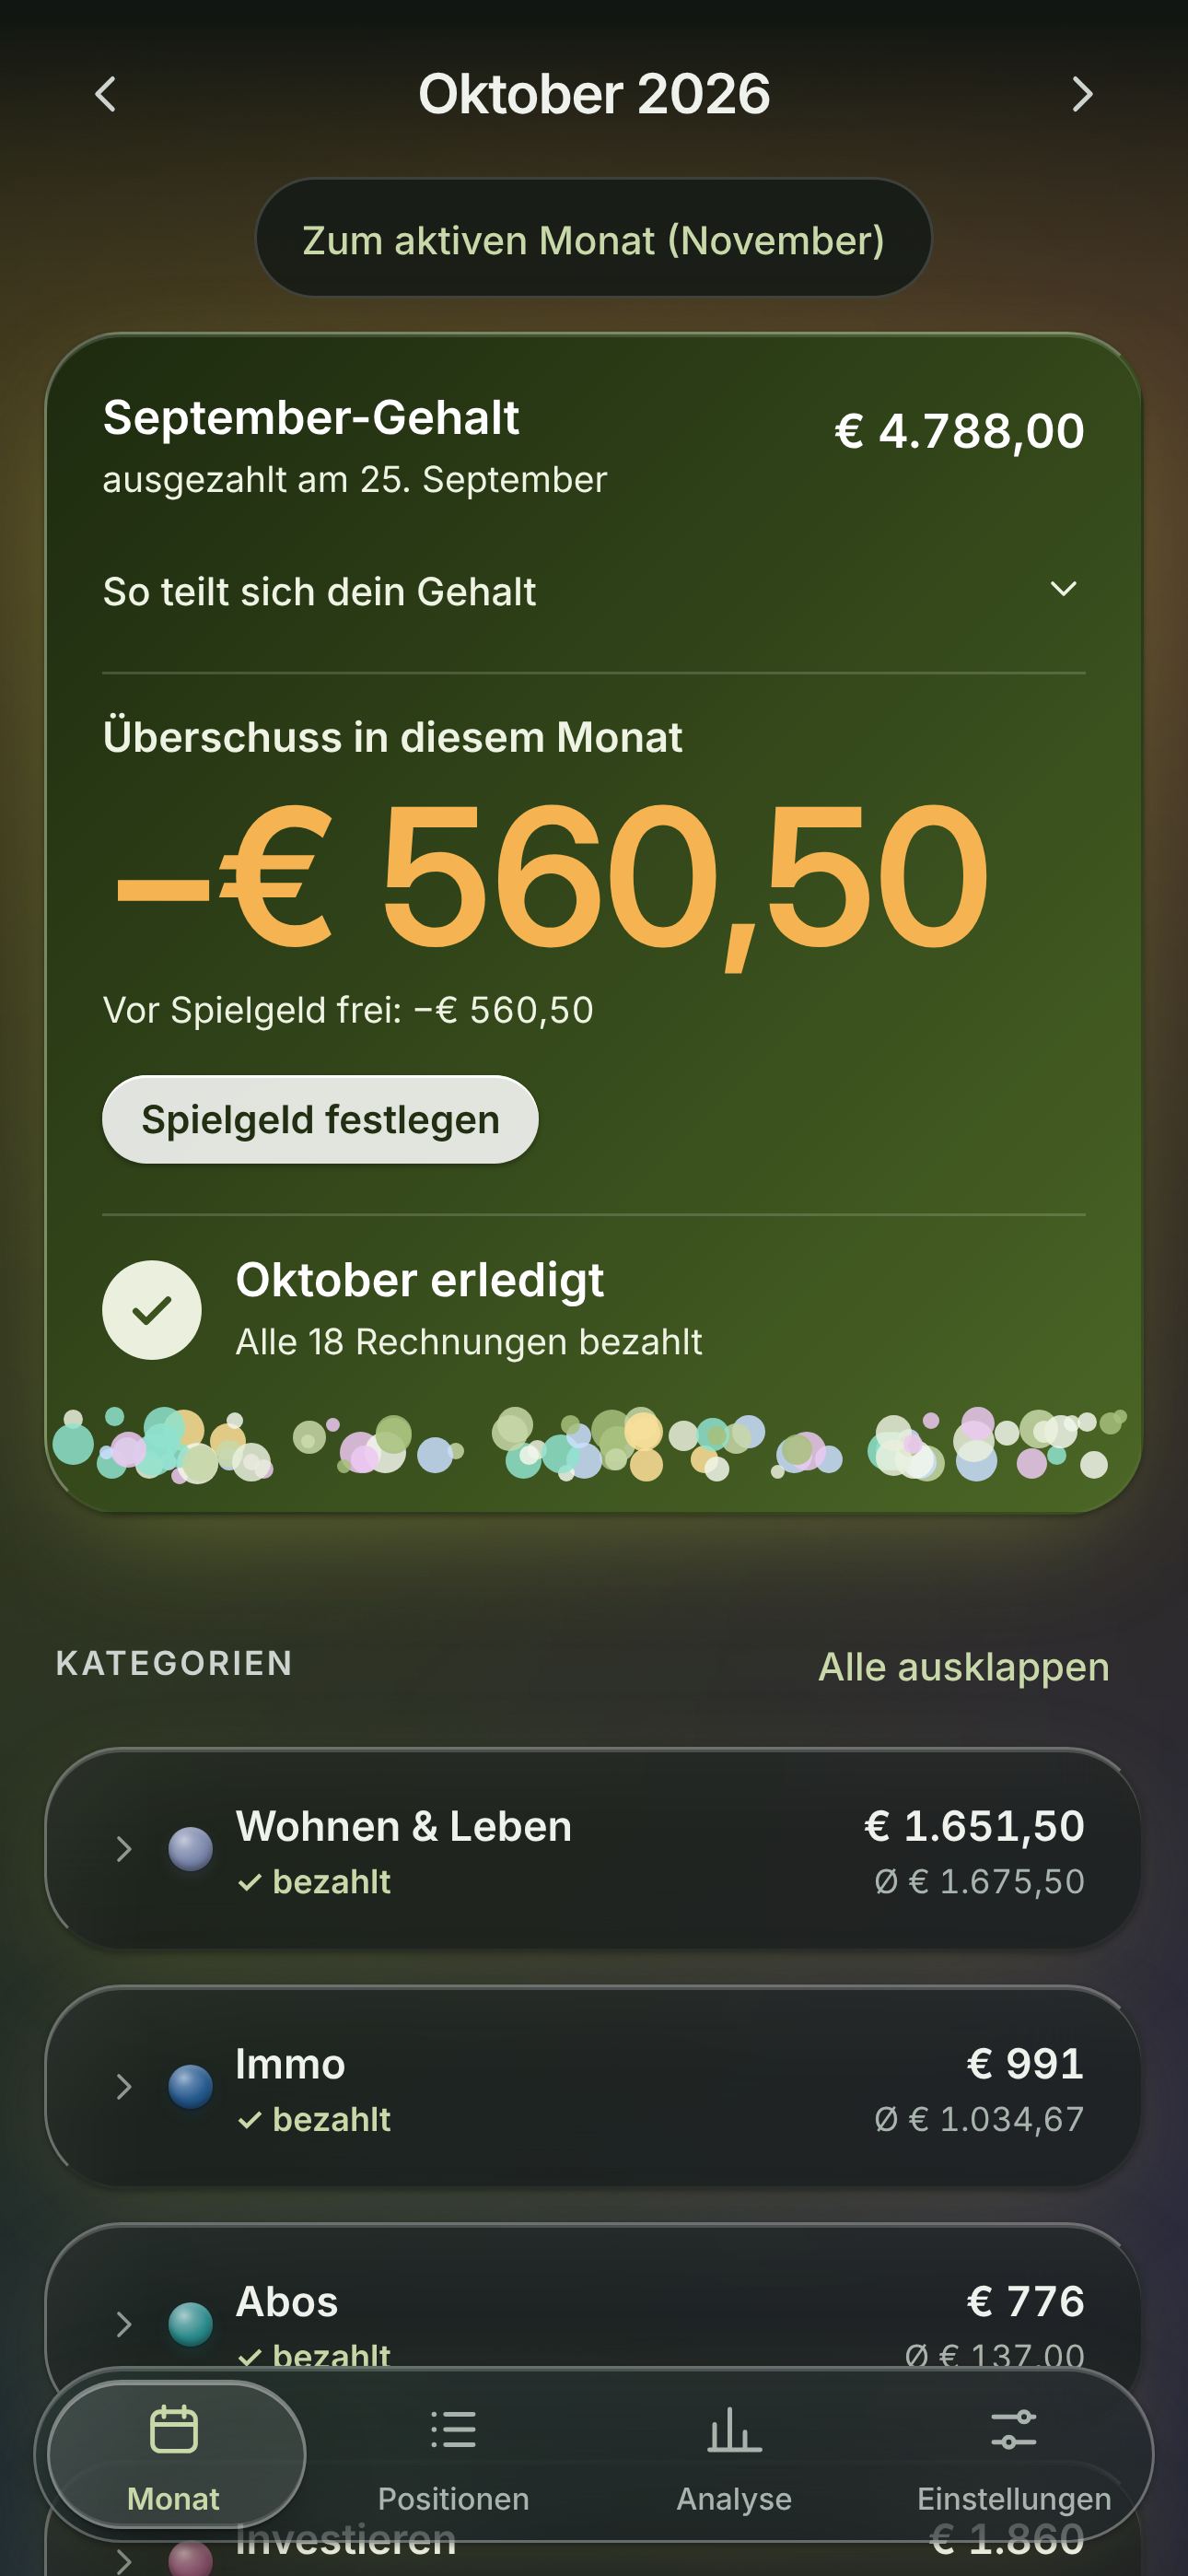 Oktober 2026
Zum aktiven Monat (November)
September-Gehalt
€ 4.788,00
ausgezahlt am 25. September
So teilt sich dein Gehalt
Überschuss in diesem Monat
−€ 560,50
Vor Spielgeld frei: −€ 560,50
Spielgeld festlegen
Oktober erledigt
Alle 18 Rechnungen bezahlt
KATEGORIEN
Alle ausklappen
Wohnen & Leben
€ 1.651,50
✓ bezahlt
Ø € 1.675,50
Immo
€ 991
✓ bezahlt
Ø € 1.034,67
Abos
€ 776
✓ bezahlt
Ø € 137,00
Monat
Positionen
Analyse
Einstellungen
Investieren
€ 1.860